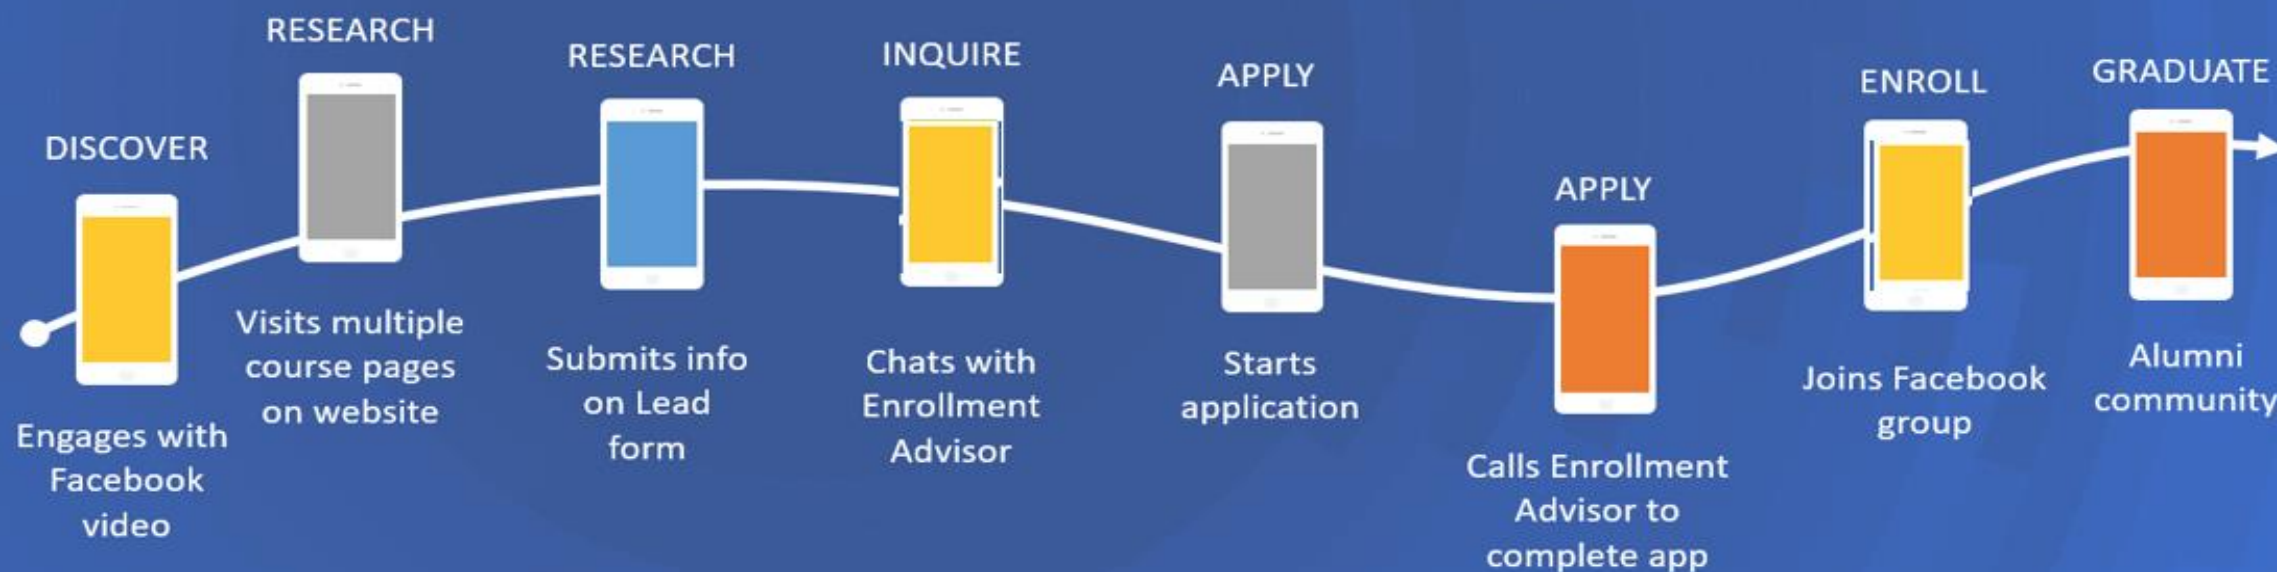 DISCOVER
Engages with
Facebook
video
RESEARCH
Visits multiple
course pages
on website
RESEARCH
Submits info
on Lead
form
INQUIRE
Chats with
Enrollment
Advisor
APPLY
Starts
application
APPLY
Calls Enrollment
Advisor to
complete app
ENROLL
Joins Facebook
group
GRADUATE
Alumni
community